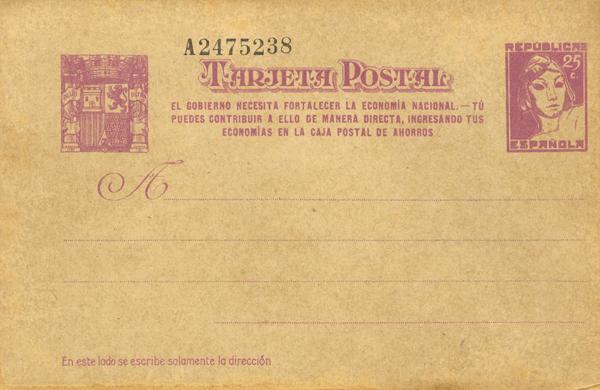 A2475238
TARJETA POSTAL
REPÚBLICA
25
c.
EL GOBIERNO NECESITA FORTALECER LA ECONOMÍA NACIONAL.—TÚ
PUEDES CONTRIBUIR A ELLO DE MANERA DIRECTA, INGRESANDO TUS
ECONOMÍAS EN LA CAJA POSTAL DE AHORROS
ESPAÑOLA
A
En este lado se escribe solamente la dirección